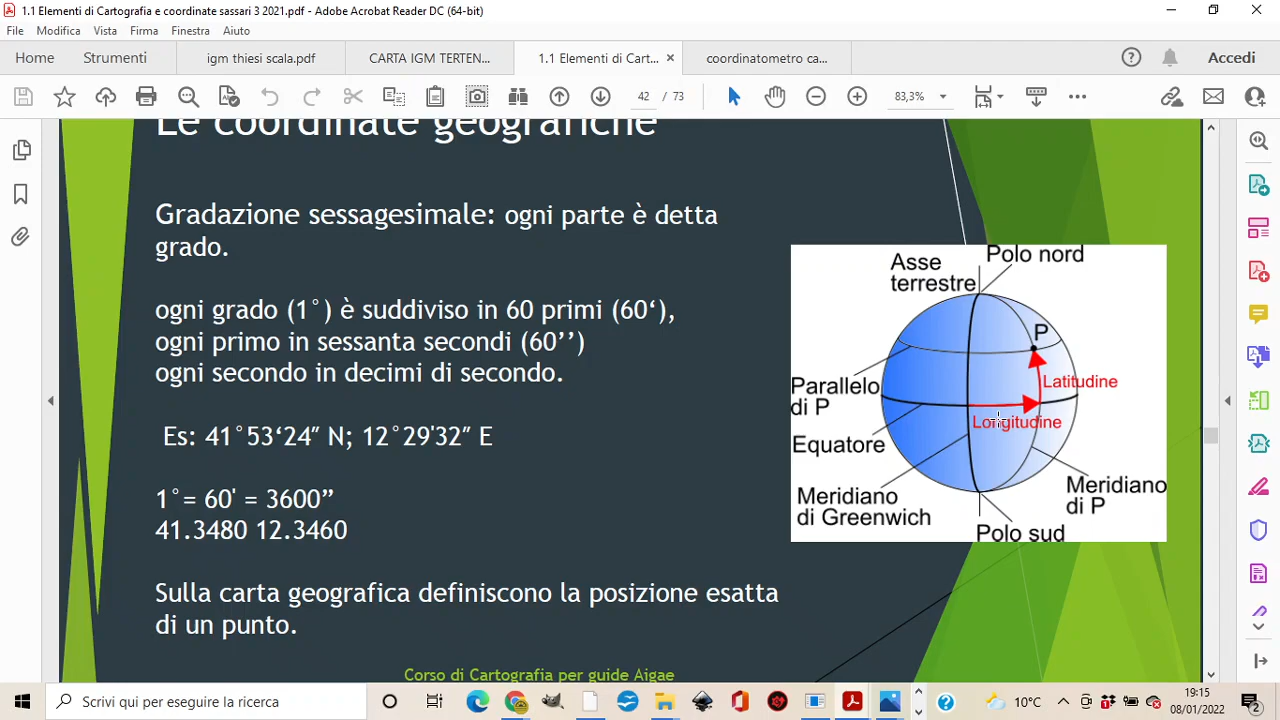 1.1 Elementi di Cartografia e coordinate sassari 3 2021.pdf - Adobe Acrobat Reader DC (64-bit)
File Modifica Vista Firma Finestra Aiuto
Home Strumenti igm thiesi scala.pdf CARTA IGM TERTEN... 1.1 Elementi di Cart... × coordinatometro ca... Accedi
42 / 73 83,3%
Le coordinate geografiche
Gradazione sessagesimale: ogni parte è detta
grado.
ogni grado (1°) è suddiviso in 60 primi (60‘),
ogni primo in sessanta secondi (60’’)
ogni secondo in decimi di secondo.
Es: 41°53‘24” N; 12°29'32” E
1°= 60' = 3600”
41.3480 12.3460
Sulla carta geografica definiscono la posizione esatta
di un punto.
Corso di Cartografia per guide Aigae
Polo nord
Asse
terrestre
P
Latitudine
Parallelo
di P
Longitudine
Equatore
Meridiano
di P
Meridiano
di Greenwich
Polo sud
Scrivi qui per eseguire la ricerca
10°C
19:15
08/01/2022
2